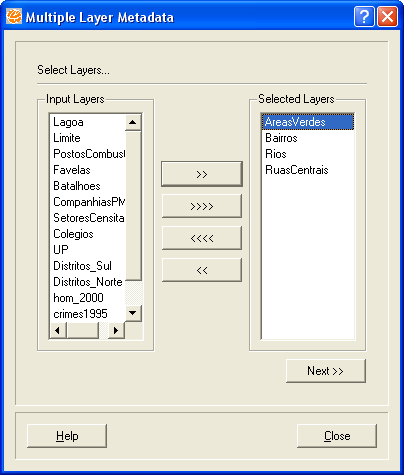 Multiple Layer Metadata
Select Layers...
Input Layers
Selected Layers
Lagoa
Limite
PostosCombust
Favelas
Batalhoes
CompanhiasPM
SetoresCensita
Colegios
UP
Distritos_Sul
Distritos_Norte
hom_2000
crimes1995
>>
>>>>
<<<<
<<
AreasVerdes
Bairros
Rios
RuasCentrais
Next >>
Help
Close